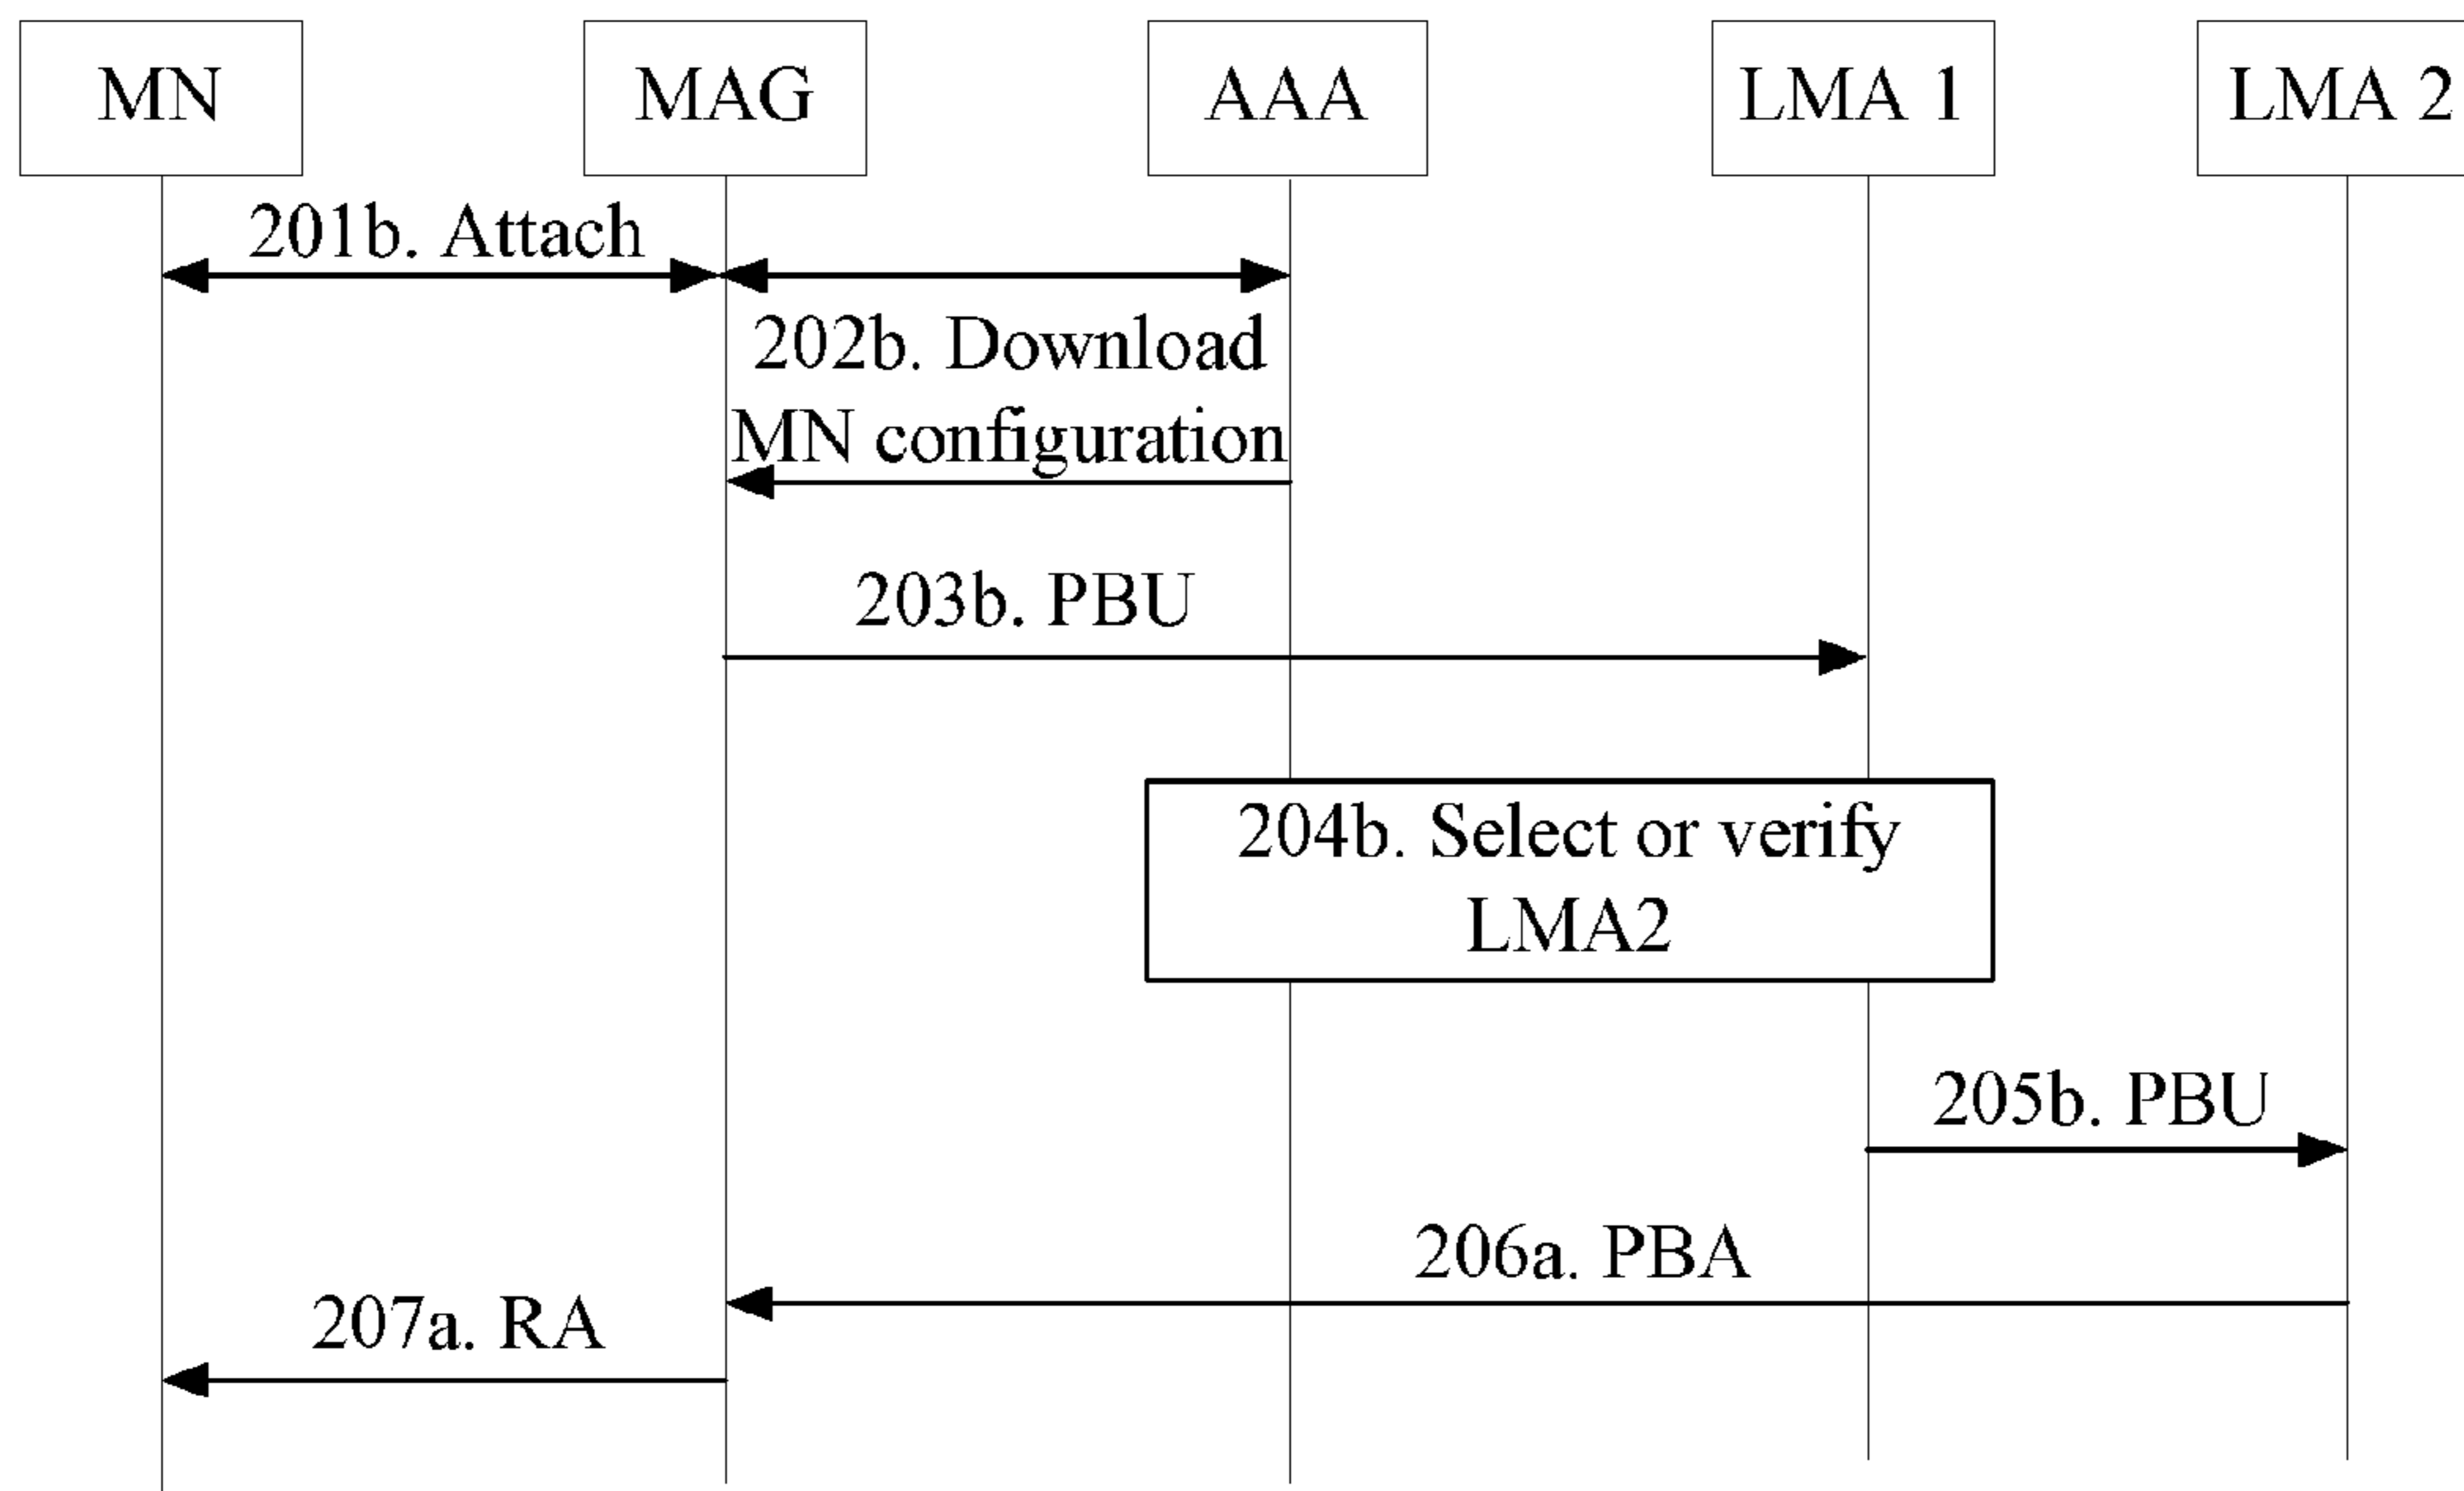 MN
MAG
AAA
LMA 1
LMA 2
201b. Attach
202b. Download
MN configuration
203b. PBU
204b. Select or verify
LMA2
205b. PBU
206a. PBA
207a. RA